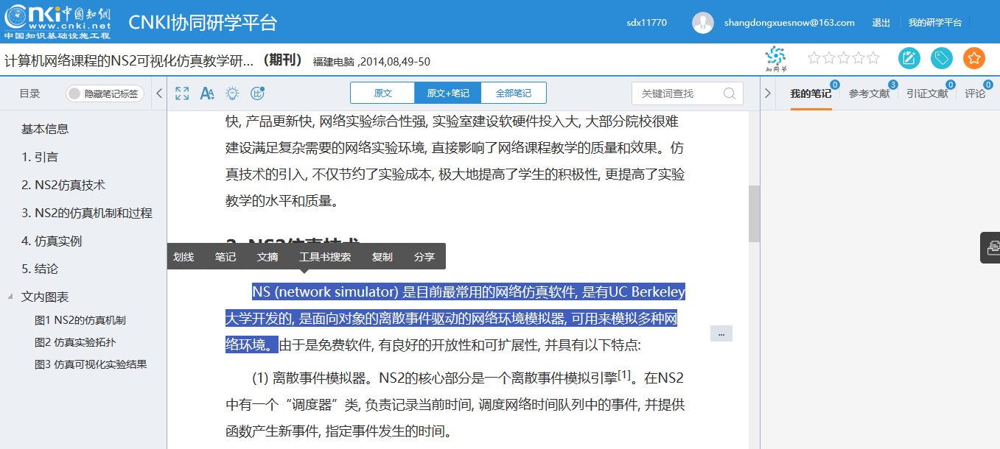 Cnki中国知网
www.cnki.net
中国知识基础设施工程
CNKI协同研学平台
sdx11770
shangdongxuesnow@163.com
退出
我的研学平台
计算机网络课程的NS2可视化仿真教学研... (期刊) 福建电脑 ,2014,08,49-50
知网节
目录
隐藏笔记标签
原文
原文+笔记
全部笔记
关键词查找
我的笔记 0
参考文献 3
引证文献 0
评论 0
基本信息
1. 引言
2. NS2仿真技术
3. NS2的仿真机制和过程
4. 仿真实例
5. 结论
文内图表
图1 NS2的仿真机制
图2 仿真实验拓扑
图3 仿真可视化实验结果
快, 产品更新快, 网络实验综合性强, 实验室建设软硬件投入大, 大部分院校很难
建设满足复杂需要的网络实验环境, 直接影响了网络课程教学的质量和效果。仿
真技术的引入, 不仅节约了实验成本, 极大地提高了学生的积极性, 更提高了实验
教学的水平和质量。
2. NS2仿真技术
划线 笔记 文摘 工具书搜索 复制 分享
NS (network simulator) 是目前最常用的网络仿真软件, 是有UC Berkeley
大学开发的, 是面向对象的离散事件驱动的网络环境模拟器, 可用来模拟多种网
络环境。由于是免费软件, 有良好的开放性和可扩展性, 并具有以下特点:
...
(1) 离散事件模拟器。NS2的核心部分是一个离散事件模拟引擎[1]。在NS2
中有一个“调度器”类, 负责记录当前时间, 调度网络时间队列中的事件, 并提供
函数产生新事件, 指定事件发生的时间。